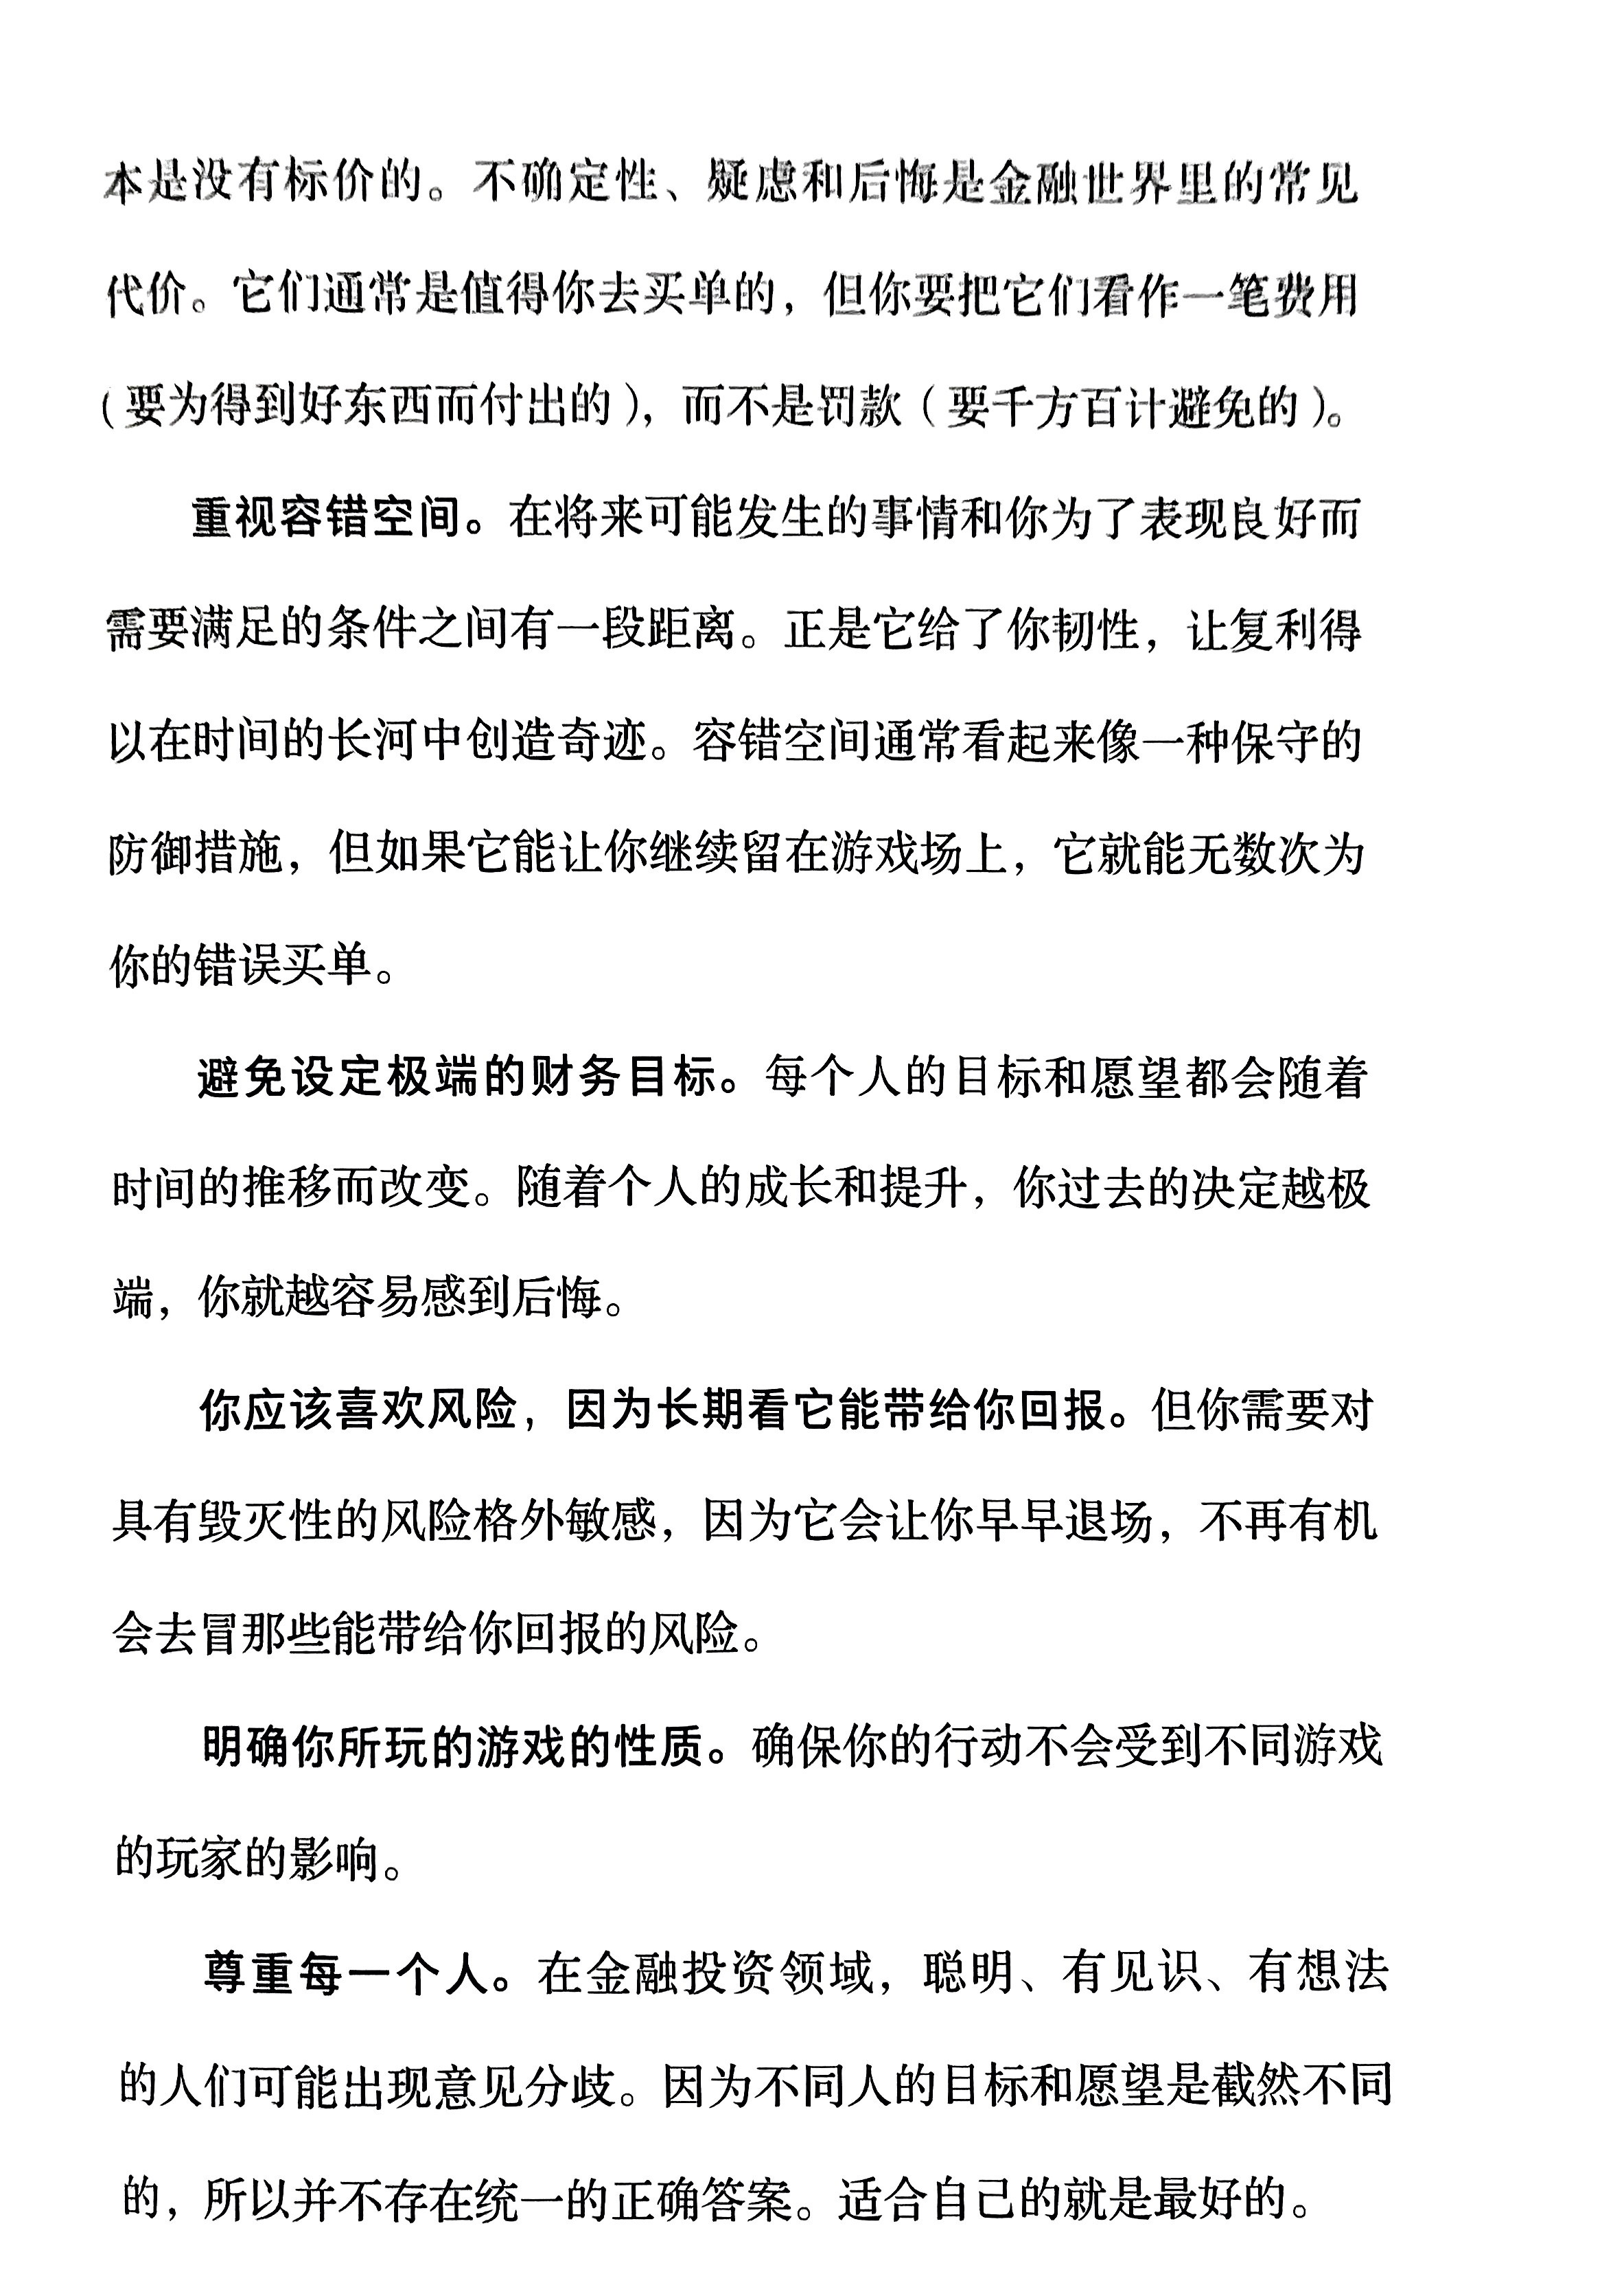 本是没有标价的。不确定性、疑虑和后悔是金融世界里的常见
代价。它们通常是值得你去买单的，但你要把它们看作一笔费用
（要为得到好东西而付出的），而不是罚款（要千方百计避免的）。
重视容错空间。在将来可能发生的事情和你为了表现良好而
需要满足的条件之间有一段距离。正是它给了你韧性，让复利得
以在时间的长河中创造奇迹。容错空间通常看起来像一种保守的
防御措施，但如果它能让你继续留在游戏场上，它就能无数次为
你的错误买单。
避免设定极端的财务目标。每个人的目标和愿望都会随着
时间的推移而改变。随着个人的成长和提升，你过去的决定越极
端，你就越容易感到后悔。
你应该喜欢风险，因为长期看它能带给你回报。但你需要对
具有毁灭性的风险格外敏感，因为它会让你早早退场，不再有机
会去冒那些能带给你回报的风险。
明确你所玩的游戏的性质。确保你的行动不会受到不同游戏
的玩家的影响。
尊重每一个人。在金融投资领域，聪明、有见识、有想法
的人们可能出现意见分歧。因为不同人的目标和愿望是截然不同
的，所以并不存在统一的正确答案。适合自己的就是最好的。